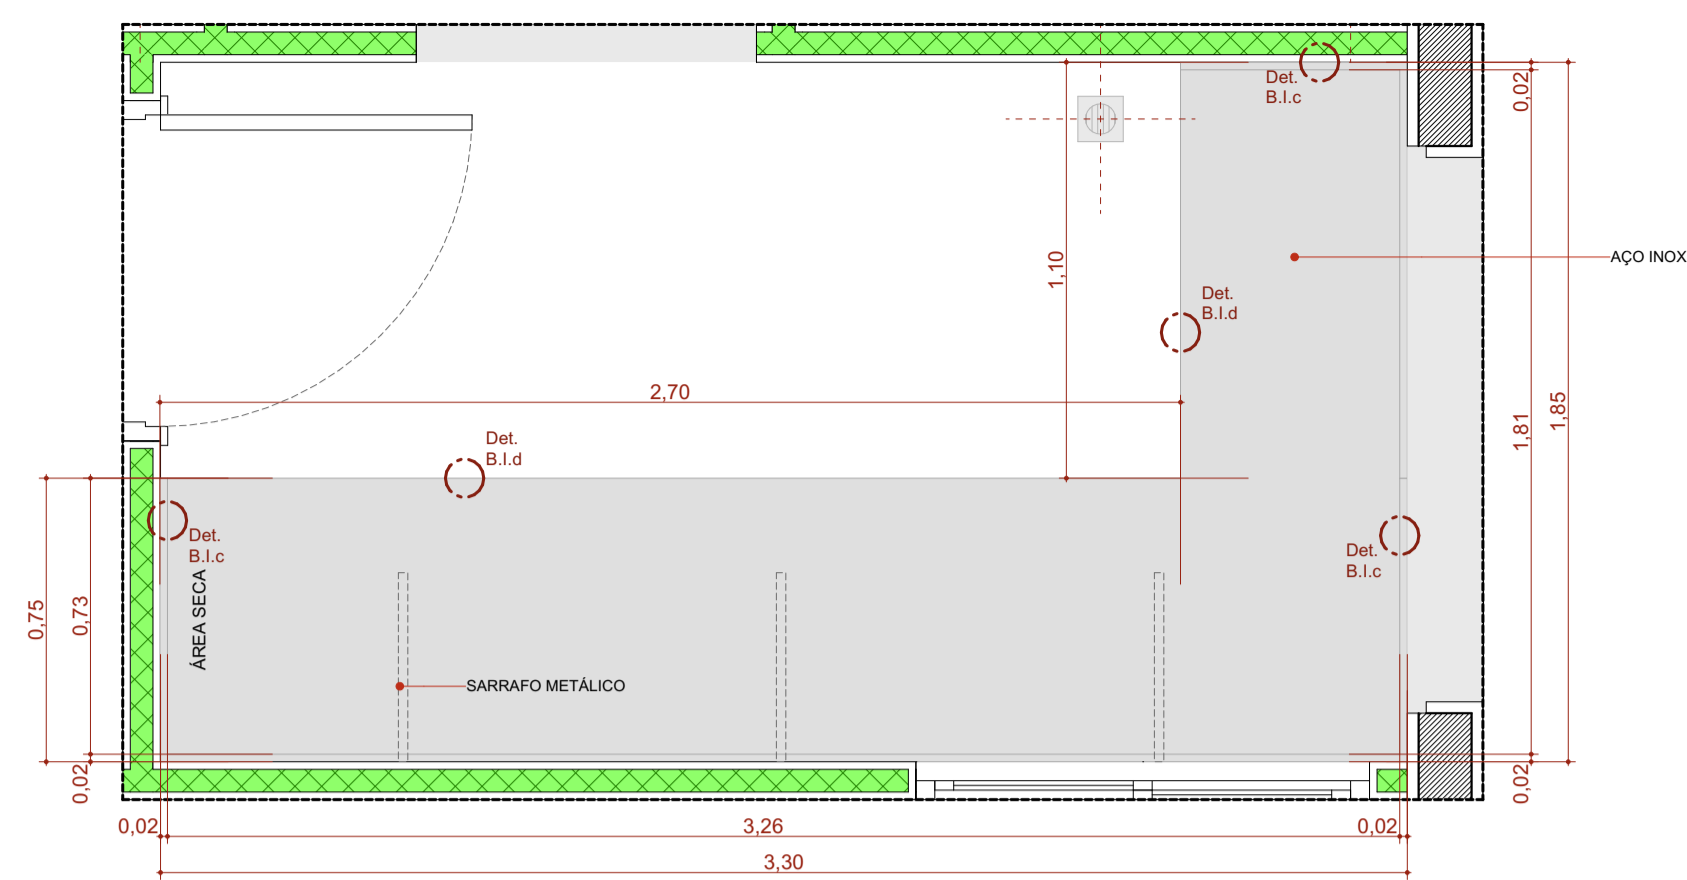 Det.
B.I.c
0,02
AÇO INOX
1,10
Det.
B.I.d
2,70
1,81
1,85
Det.
B.I.d
Det.
B.I.c
Det.
B.I.c
0,75
0,73
ÁREA SECA
SARRAFO METÁLICO
0,02
0,02
0,02
3,26
0,02
3,30